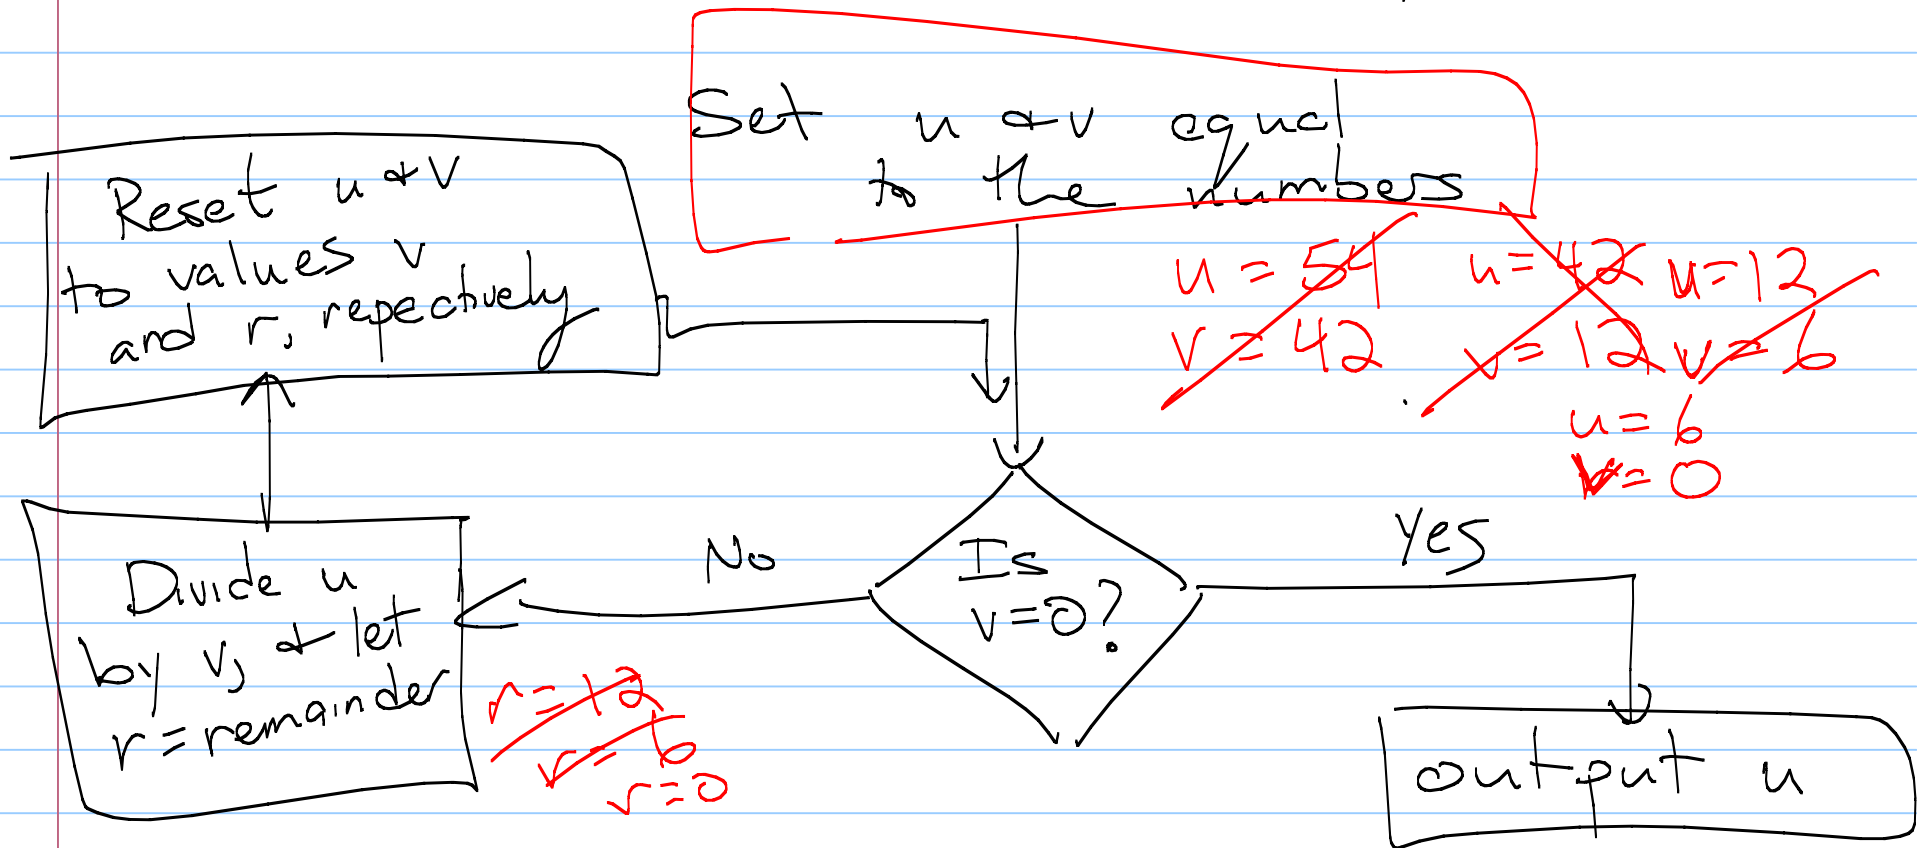 Set u & v equal
to the numbers
Reset u & v
to values v
and r, repectively
u = 54 u = 42 u = 12
v = 42 v = 12 v = 6
u = 6
v = 0
Is
v = 0?
No
Yes
Divide u
by v, & let
r = remainder
r = 12
r = 6
r = 0
output u